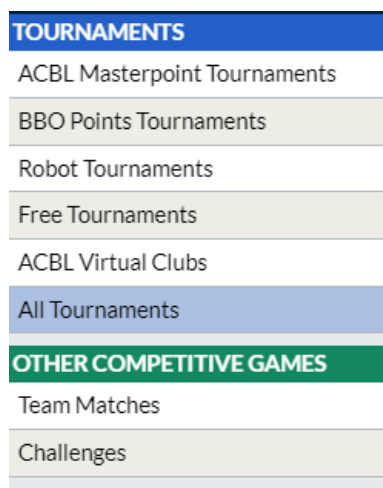 TOURNAMENTS
ACBL Masterpoint Tournaments
BBO Points Tournaments
Robot Tournaments
Free Tournaments
ACBL Virtual Clubs
All Tournaments
OTHER COMPETITIVE GAMES
Team Matches
Challenges